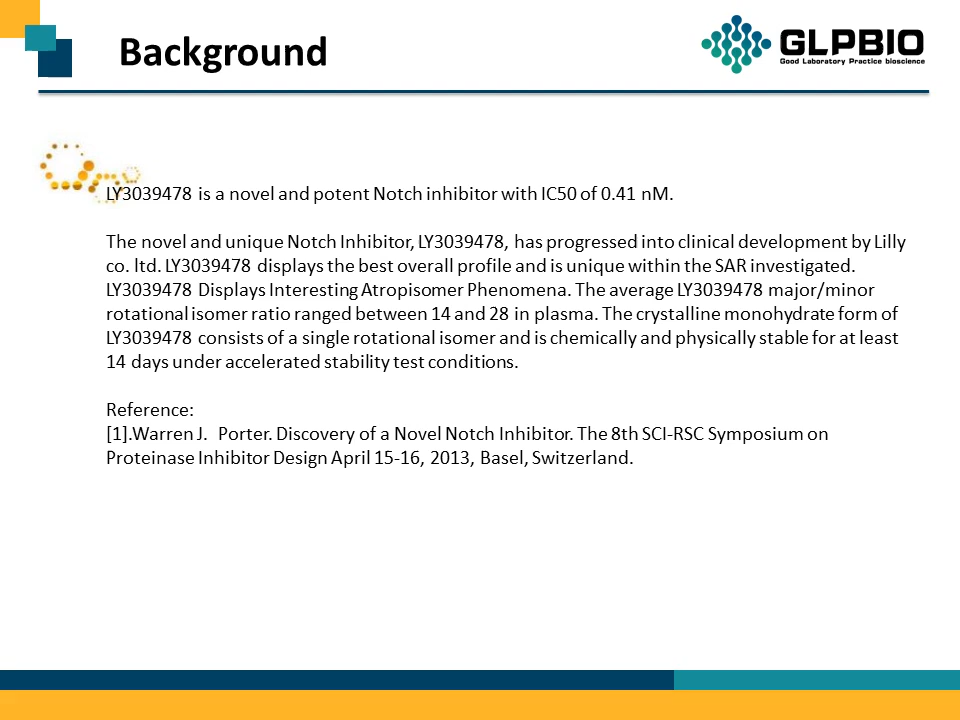 Background
GLPBIO
Good Laboratory Practice bioscience
LY3039478 is a novel and potent Notch inhibitor with IC50 of 0.41 nM.
The novel and unique Notch Inhibitor, LY3039478, has progressed into clinical development by Lilly
co. ltd. LY3039478 displays the best overall profile and is unique within the SAR investigated.
LY3039478 Displays Interesting Atropisomer Phenomena. The average LY3039478 major/minor
rotational isomer ratio ranged between 14 and 28 in plasma. The crystalline monohydrate form of
LY3039478 consists of a single rotational isomer and is chemically and physically stable for at least
14 days under accelerated stability test conditions.
Reference:
[1].Warren J. Porter. Discovery of a Novel Notch Inhibitor. The 8th SCI-RSC Symposium on
Proteinase Inhibitor Design April 15-16, 2013, Basel, Switzerland.